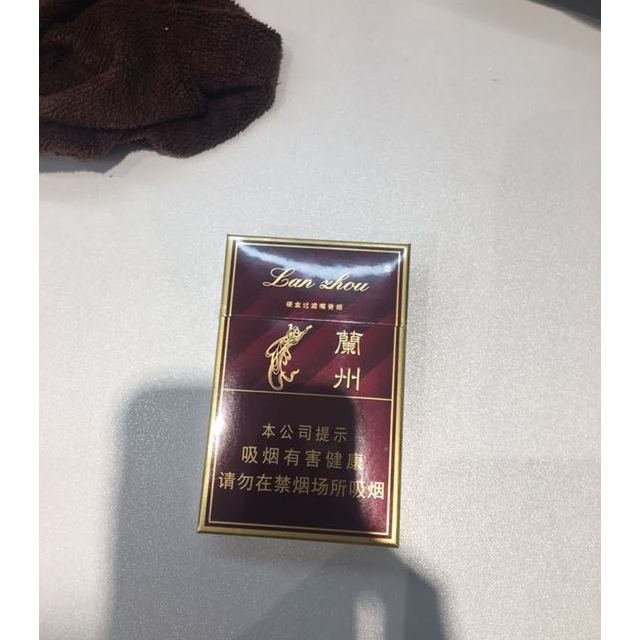 Lan zhou ®
硬盒过滤嘴香烟
蘭
州
本公司提示
吸烟有害健康
请勿在禁烟场所吸烟